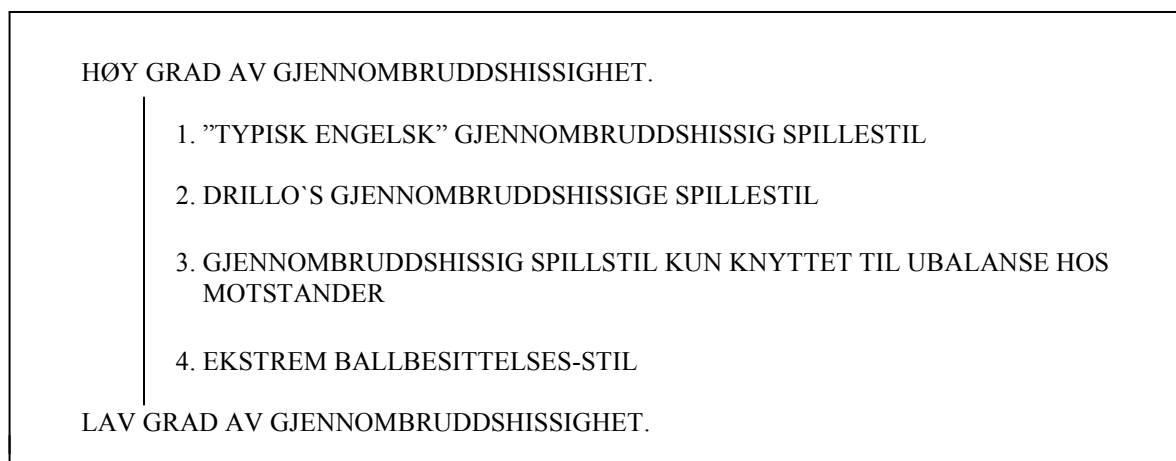 HØY GRAD AV GJENNOMBRUDDSHISSIGHET.
1. ”TYPISK ENGELSK” GJENNOMBRUDDSHISSIG SPILLESTIL
2. DRILLO`S GJENNOMBRUDDSHISSIGE SPILLESTIL
3. GJENNOMBRUDDSHISSIG SPILLSTIL KUN KNYTTET TIL UBALANSE HOS
MOTSTANDER
4. EKSTREM BALLBESITTELSES-STIL
LAV GRAD AV GJENNOMBRUDDSHISSIGHET.